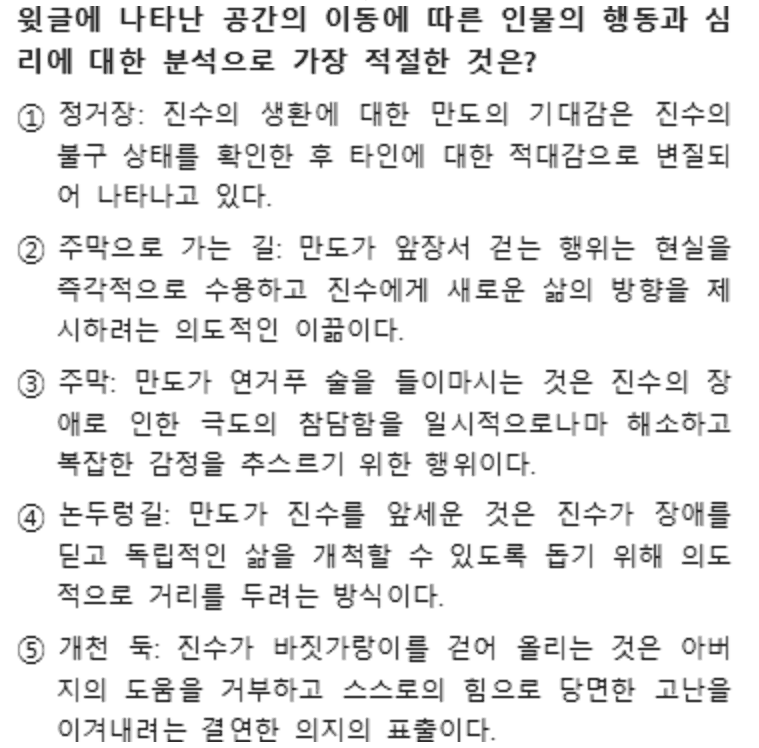 윗글에 나타난 공간의 이동에 따른 인물의 행동과 심
리에 대한 분석으로 가장 적절한 것은?
① 정거장: 진수의 생환에 대한 만도의 기대감은 진수의
불구 상태를 확인한 후 타인에 대한 적대감으로 변질되
어 나타나고 있다.
② 주막으로 가는 길: 만도가 앞장서 걷는 행위는 현실을
즉각적으로 수용하고 진수에게 새로운 삶의 방향을 제
시하려는 의도적인 이끎이다.
③ 주막: 만도가 연거푸 술을 들이마시는 것은 진수의 장
애로 인한 극도의 참담함을 일시적으로나마 해소하고
복잡한 감정을 추스르기 위한 행위이다.
④ 논두렁길: 만도가 진수를 앞세운 것은 진수가 장애를
딛고 독립적인 삶을 개척할 수 있도록 돕기 위해 의도
적으로 거리를 두려는 방식이다.
⑤ 개천 둑: 진수가 바짓가랑이를 걷어 올리는 것은 아버
지의 도움을 거부하고 스스로의 힘으로 당면한 고난을
이겨내려는 결연한 의지의 표출이다.